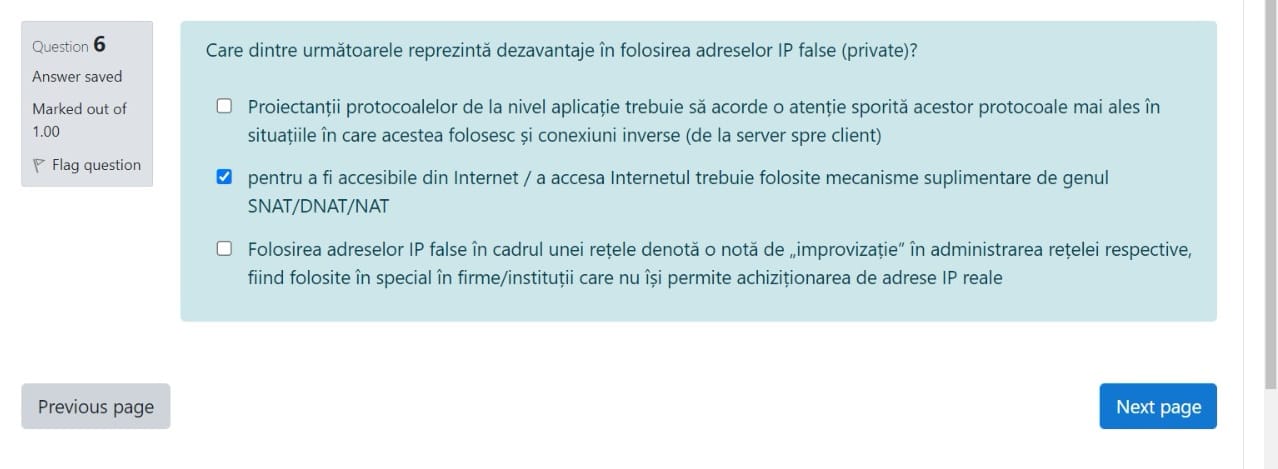 Question 6
Answer saved
Marked out of
1.00
Flag question
Care dintre următoarele reprezintă dezavantaje în folosirea adreselor IP false (private)?
Proiectanții protocoalelor de la nivel aplicație trebuie să acorde o atenție sporită acestor protocoale mai ales în
situațiile în care acestea folosesc și conexiuni inverse (de la server spre client)
pentru a fi accesibile din Internet / a accesa Internetul trebuie folosite mecanisme suplimentare de genul
SNAT/DNAT/NAT
Folosirea adreselor IP false în cadrul unei rețele denotă o notă de „improvizație” în administrarea rețelei respective,
fiind folosite în special în firme/instituții care nu își permite achiziționarea de adrese IP reale
Previous page
Next page